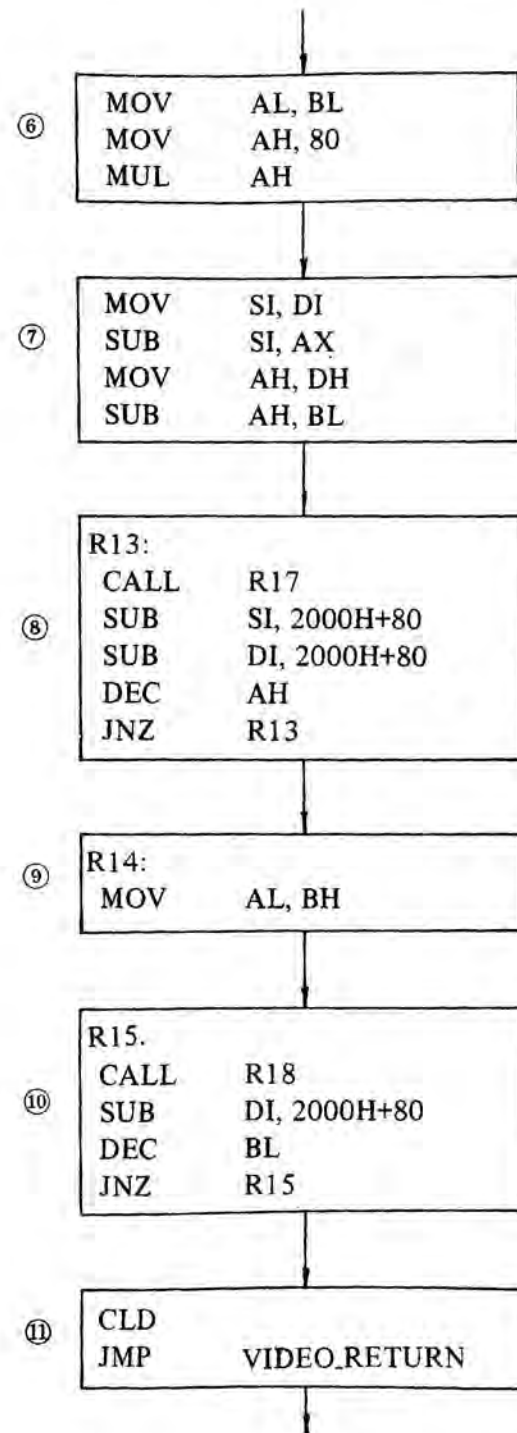 ⑥
MOV AL, BL
MOV AH, 80
MUL AH
⑦
MOV SI, DI
SUB SI, AX
MOV AH, DH
SUB AH, BL
⑧
R13:
CALL R17
SUB SI, 2000H+80
SUB DI, 2000H+80
DEC AH
JNZ R13
⑨
R14:
MOV AL, BH
⑩
R15.
CALL R18
SUB DI, 2000H+80
DEC BL
JNZ R15
⑪
CLD
JMP VIDEO_RETURN